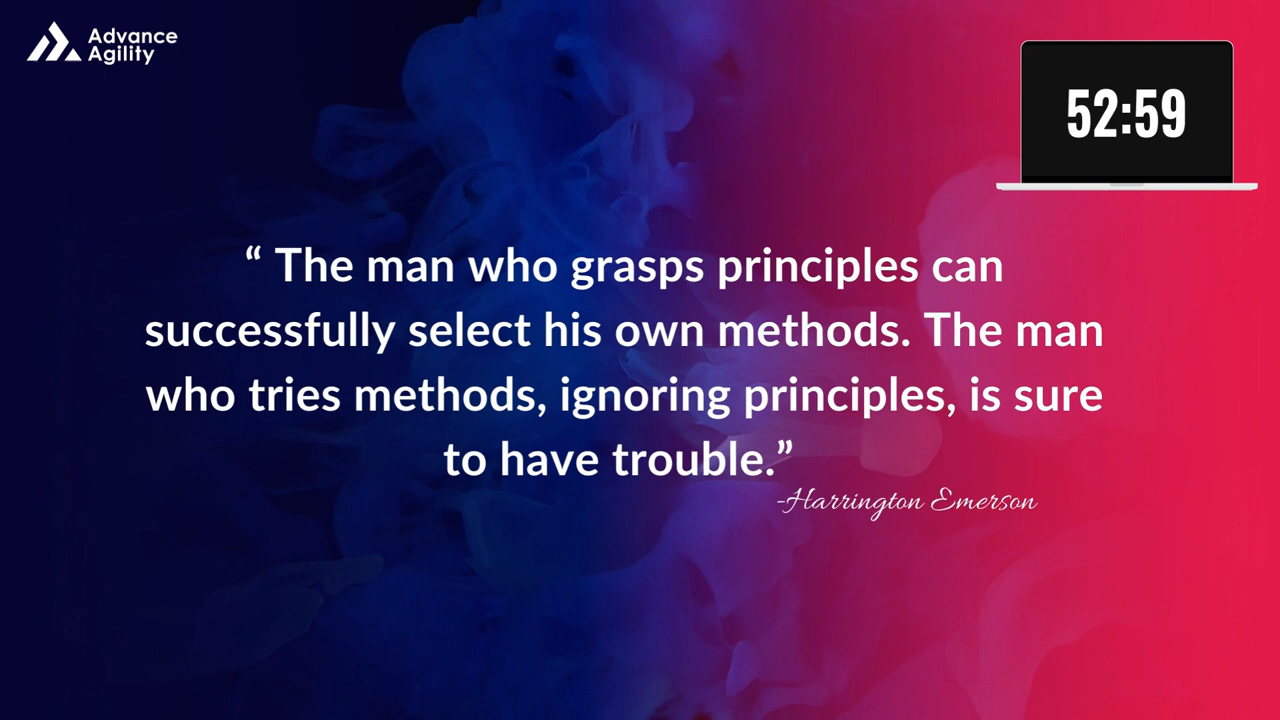 Advance
Agility
52:59
“ The man who grasps principles can
successfully select his own methods. The man
who tries methods, ignoring principles, is sure
to have trouble.”
-Harrington Emerson